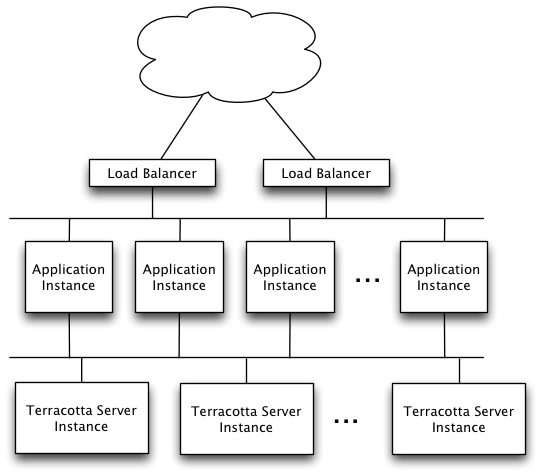 Load Balancer
Load Balancer
Application
Instance
Application
Instance
Application
Instance
...
Application
Instance
Terracotta Server
Instance
Terracotta Server
Instance
...
Terracotta Server
Instance